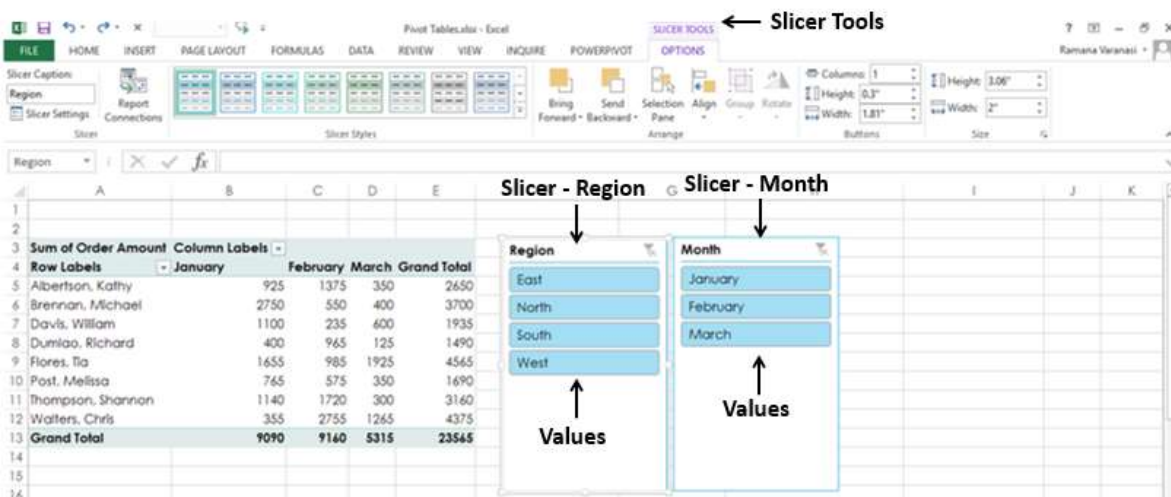 Pivot Tables.xlsx - Excel
SLICER TOOLS
Slicer Tools
?
FILE HOME INSERT PAGE LAYOUT FORMULAS DATA REVIEW VIEW INQUIRE POWERPIVOT OPTIONS
Ramana Varanasi
Slicer Caption:
Region
Slicer Settings
Report Connections
Slicer
Slicer Styles
Bring Forward
Send Backward
Selection Pane
Align
Group
Rotate
Arrange
Columns: 1
Height: 0.3"
Width: 1.81"
Buttons
Height: 3.06"
Width: 2"
Size
Region fx
A B C D E G I J K
Slicer - Region
Slicer - Month
1
2
3 Sum of Order Amount Column Labels
4 Row Labels January February March Grand Total
5 Albertson, Kathy 925 1375 350 2650
6 Brennan, Michael 2750 550 400 3700
7 Davis, William 1100 235 600 1935
8 Dumlao, Richard 400 965 125 1490
9 Flores, Tia 1655 985 1925 4565
10 Post, Melissa 765 575 350 1690
11 Thompson, Shannon 1140 1720 300 3160
12 Walters, Chris 355 2755 1265 4375
13 Grand Total 9090 9160 5315 23565
14
15
16
Region
East
North
South
West
Values
Month
January
February
March
Values